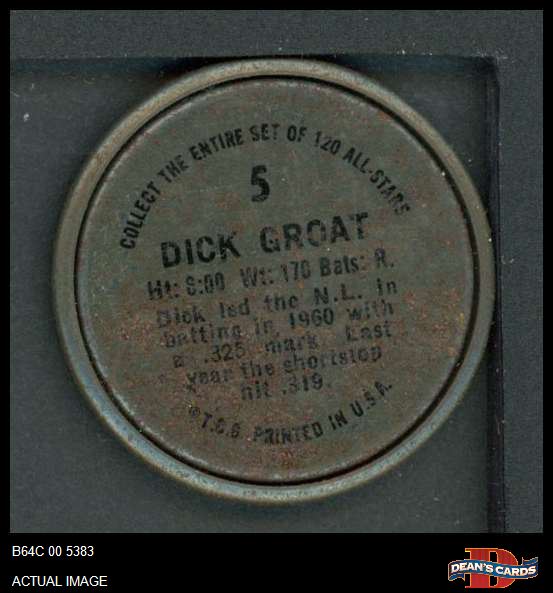 COLLECT THE ENTIRE SET OF 120 ALL-STARS
5
DICK GROAT
Ht: 6:00 Wt: 170 Bats: R.
Dick led the N.L. in
batting in 1960 with
a .325 mark. Last
year the shortstop
hit .319.
©T.C.G. PRINTED IN U.S.A.
B64C 00 5383
ACTUAL IMAGE
D
DEAN'S CARDS